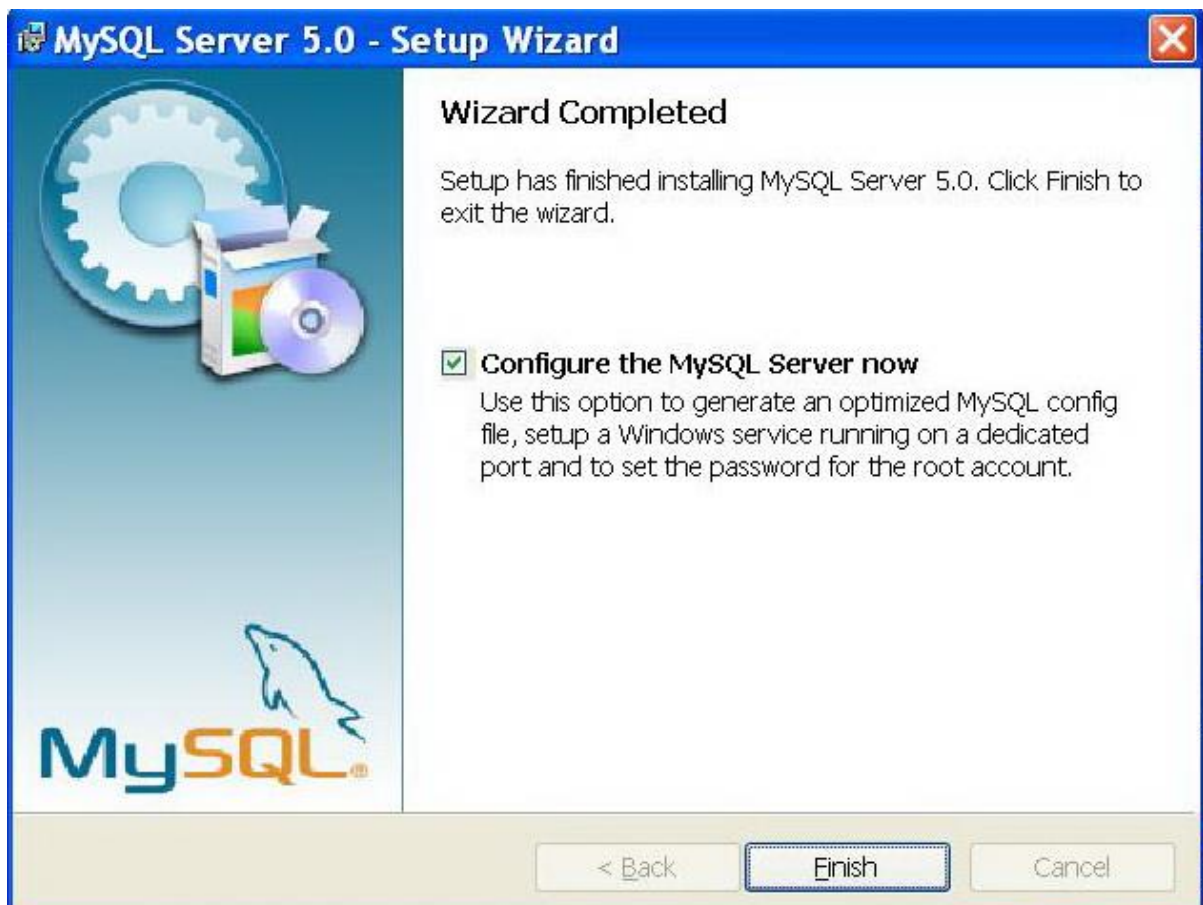 MySQL Server 5.0 - Setup Wizard
Wizard Completed
Setup has finished installing MySQL Server 5.0. Click Finish to
exit the wizard.
Configure the MySQL Server now
Use this option to generate an optimized MySQL config
file, setup a Windows service running on a dedicated
port and to set the password for the root account.
MySQL®
< Back
Finish
Cancel